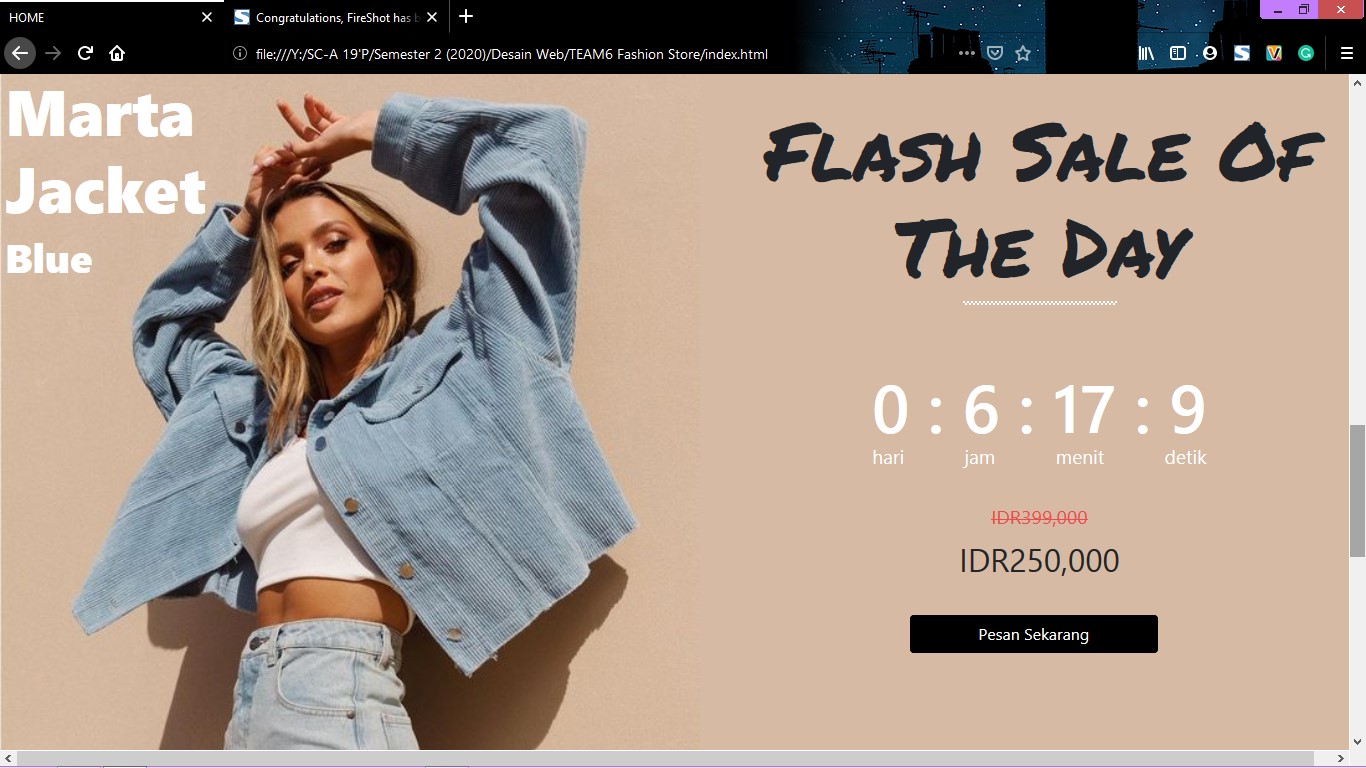 HOME
Congratulations, FireShot has b
file:///Y:/SC-A 19'P/Semester 2 (2020)/Desain Web/TEAM6 Fashion Store/index.html
Marta
Jacket
Blue
Flash Sale Of
The Day
0 : 6 : 17 : 9
hari jam menit detik
IDR399,000
IDR250,000
Pesan Sekarang